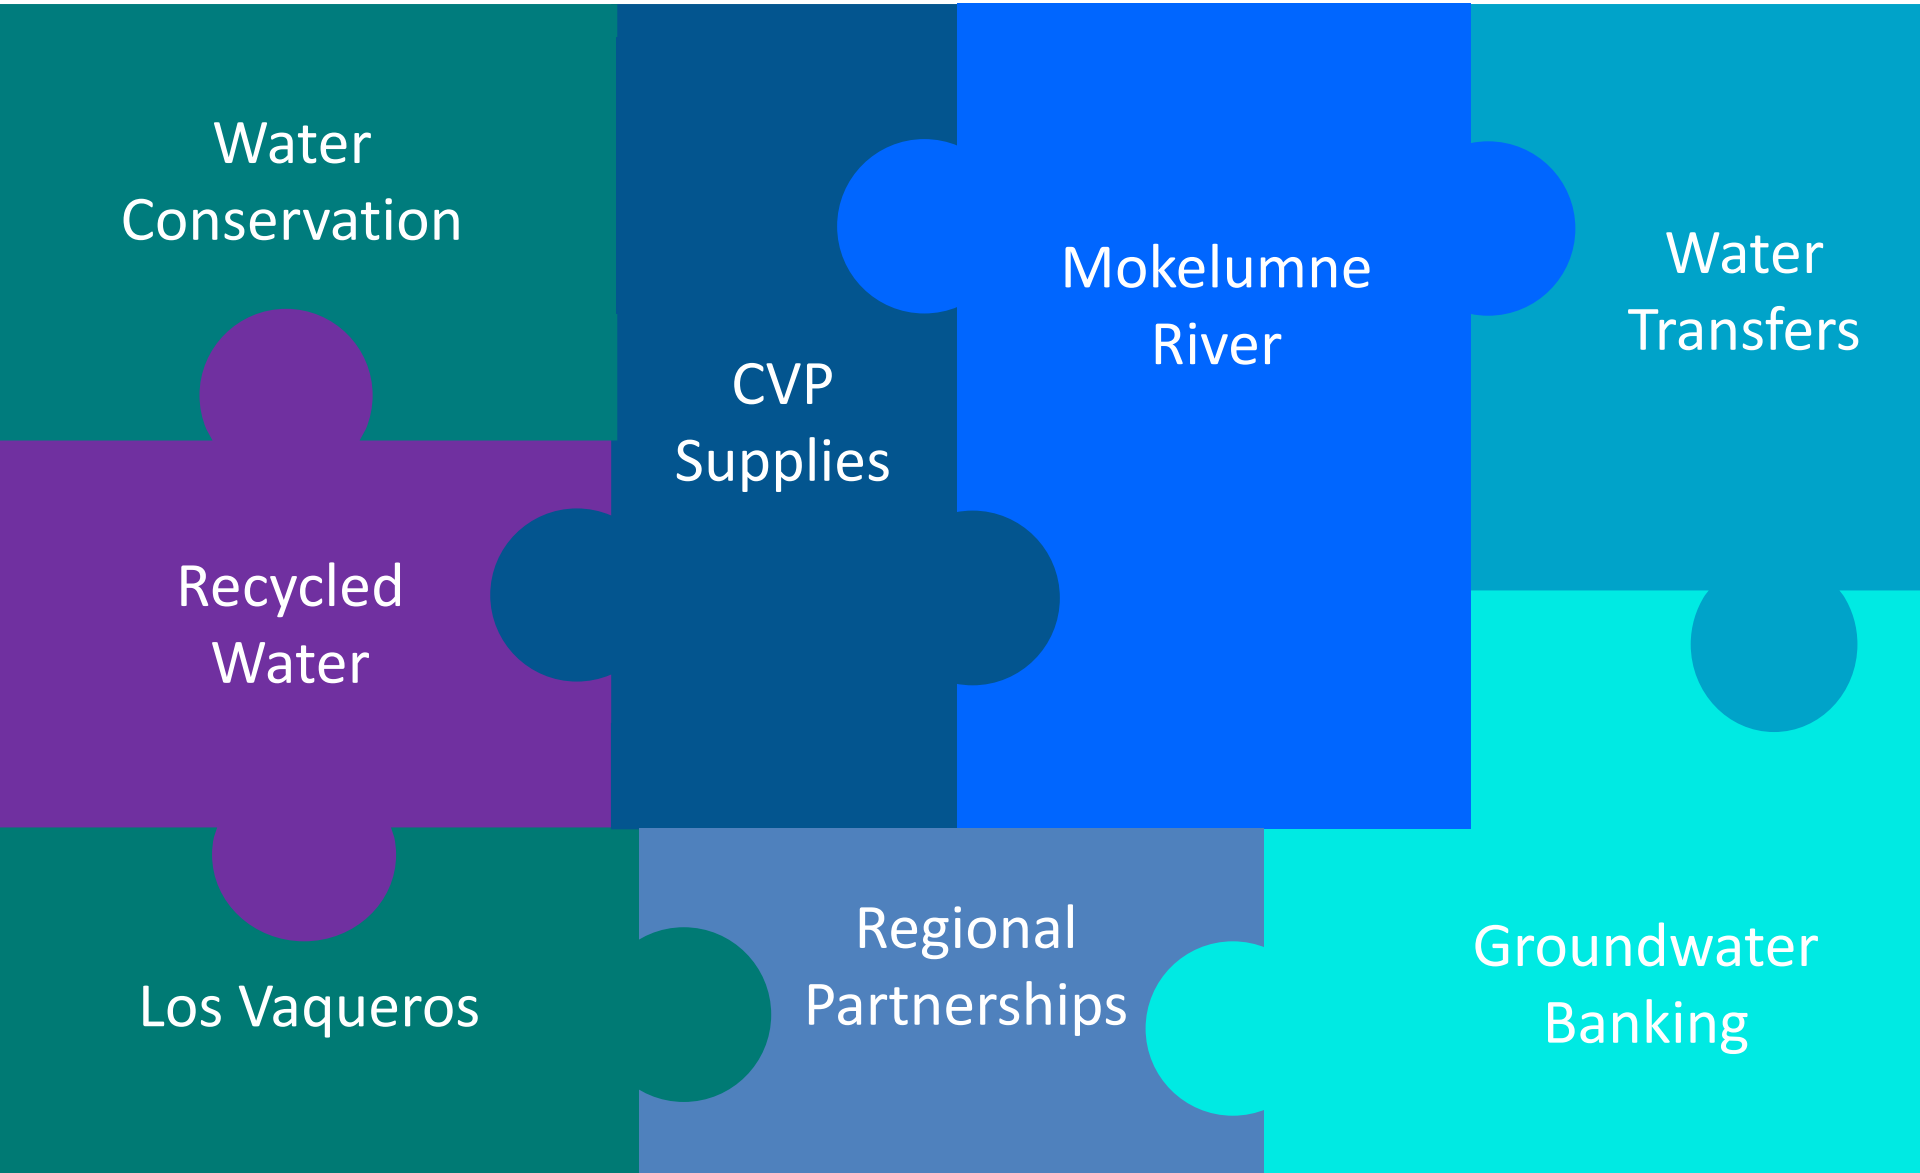 Water
Conservation
CVP
Supplies
Mokelumne
River
Water
Transfers
Recycled
Water
Los Vaqueros
Regional
Partnerships
Groundwater
Banking